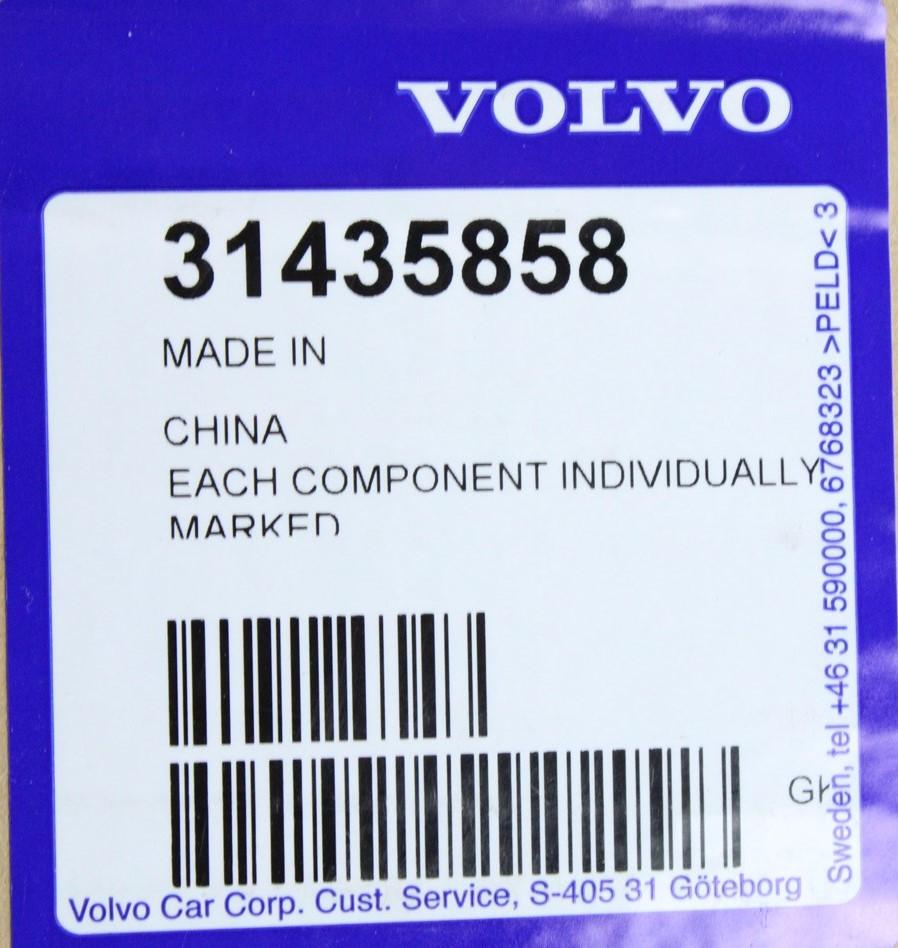 VOLVO
31435858
MADE IN
CHINA
EACH COMPONENT INDIVIDUALLY
MARKED
Volvo Car Corp. Cust. Service, S-405 31 Göteborg
Sweden, tel +46 31 590000, 6768323 >PELD< 3